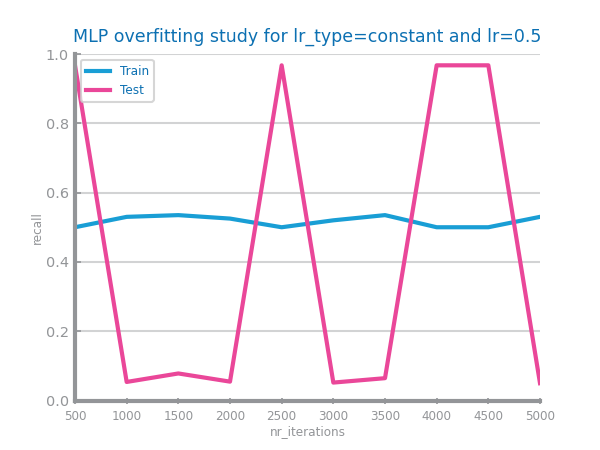 MLP overfitting study for lr_type=constant and lr=0.5
1.0
0.8
0.6
0.4
0.2
0.0
recall
Train
Test
500 1000 1500 2000 2500 3000 3500 4000 4500 5000
nr_iterations